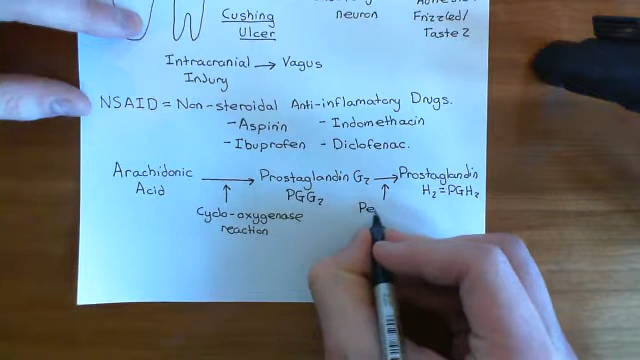 Cushing
Ulcer
neuron
Frizzled/
Taste 2
Intracranial → Vagus
Injury
NSAID = Non-steroidal Anti-inflamatory Drugs.
- Aspirin - Indomethacin
- Ibuprofen - Diclofenac.
Arachidonic → Prostaglandin G2 → Prostaglandin
Acid PGG2 H2 = PGH2
Cyclo-oxygenase Pe
reaction